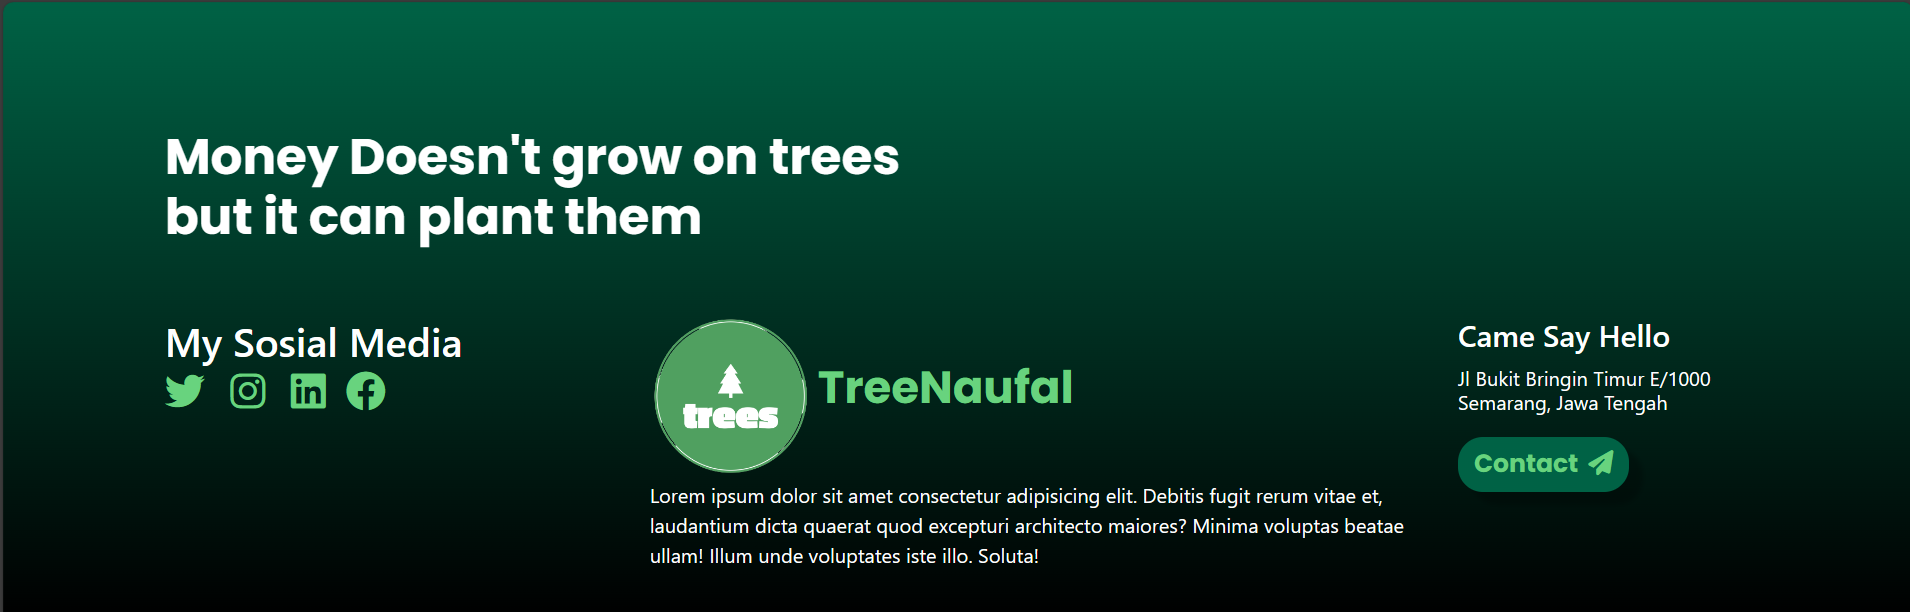 Money Doesn't grow on trees
but it can plant them
My Sosial Media
trees
TreeNaufal
Lorem ipsum dolor sit amet consectetur adipisicing elit. Debitis fugit rerum vitae et,
laudantium dicta quaerat quod excepturi architecto maiores? Minima voluptas beatae
ullam! Illum unde voluptates iste illo. Soluta!
Came Say Hello
Jl Bukit Bringin Timur E/1000
Semarang, Jawa Tengah
Contact